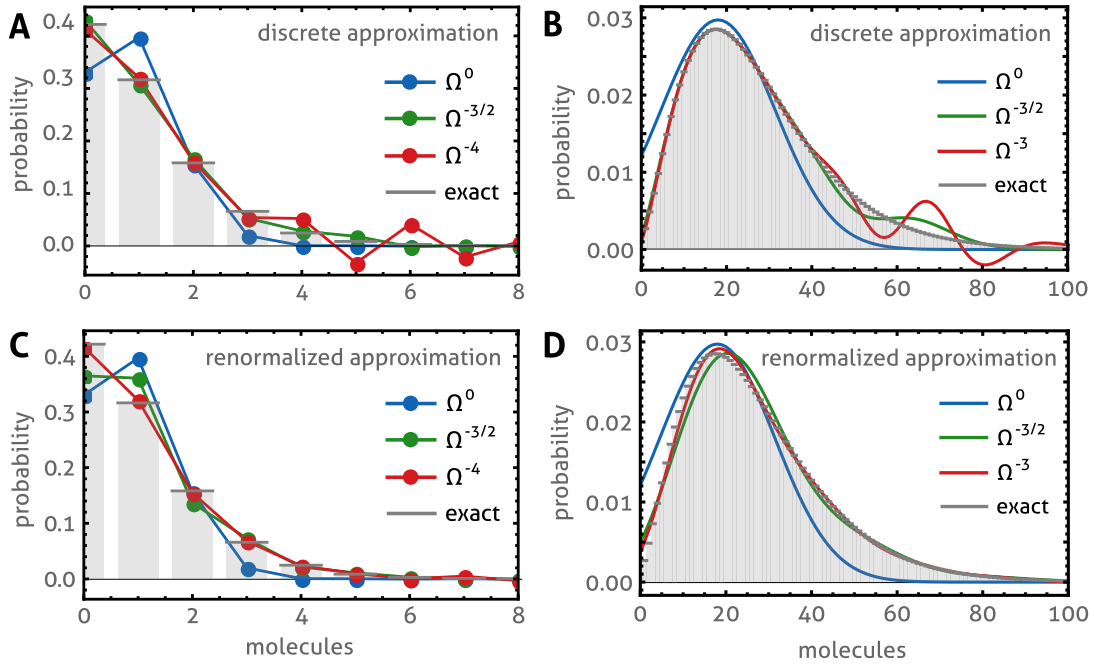 A
discrete approximation
probability
0.4
0.3
0.2
0.1
0.0
Ω⁰
Ω⁻³/²
Ω⁻⁴
exact
0 2 4 6 8
B
discrete approximation
probability
0.03
0.02
0.01
0.00
Ω⁰
Ω⁻³/²
Ω⁻³
exact
0 20 40 60 80 100
C
renormalized approximation
probability
0.4
0.3
0.2
0.1
0.0
Ω⁰
Ω⁻³/²
Ω⁻⁴
exact
0 2 4 6 8
molecules
D
renormalized approximation
probability
0.03
0.02
0.01
0.00
Ω⁰
Ω⁻³/²
Ω⁻³
exact
0 20 40 60 80 100
molecules